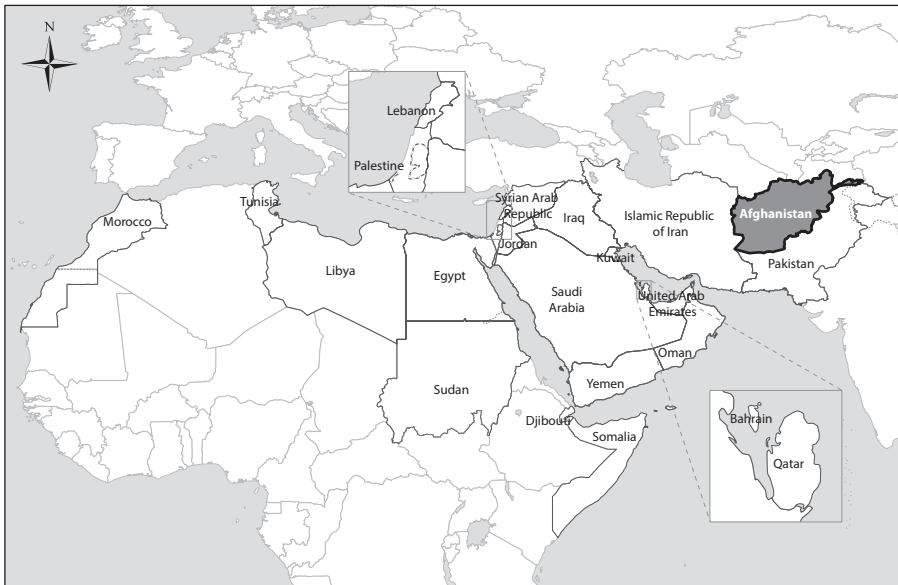 N
Lebanon
Palestine
Morocco
Tunisia
Syrian Arab
Republic
Iraq
Islamic Republic
of Iran
Afghanistan
Jordan
Kuwait
Pakistan
Libya
Egypt
Saudi
Arabia
United Arab
Emirates
Oman
Sudan
Yemen
Djibouti
Somalia
Bahrain
Qatar